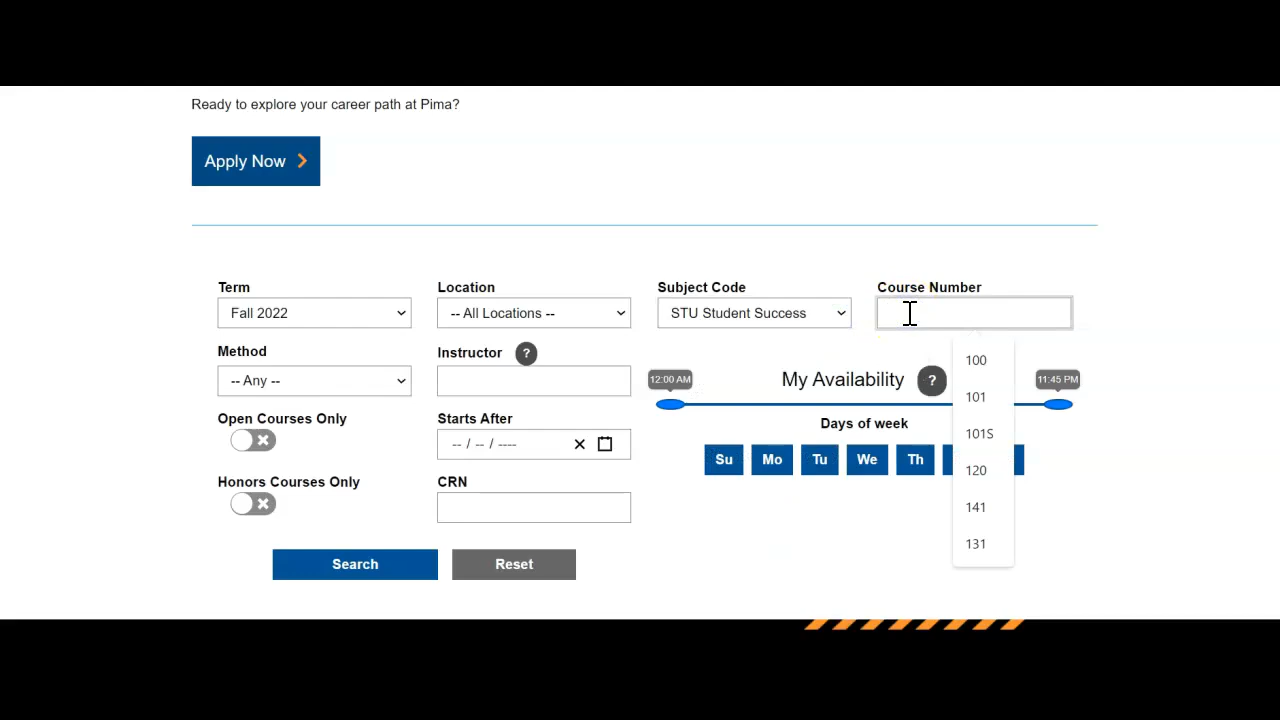 Ready to explore your career path at Pima?
Apply Now
Term
Location
Subject Code
Course Number
Fall 2022
-- All Locations --
STU Student Success
Method
Instructor
?
-- Any --
12:00 AM
My Availability
?
11:45 PM
100
101
101S
120
141
131
Open Courses Only
Starts After
Days of week
-- / -- / ----
Su
Mo
Tu
We
Th
Honors Courses Only
CRN
Search
Reset